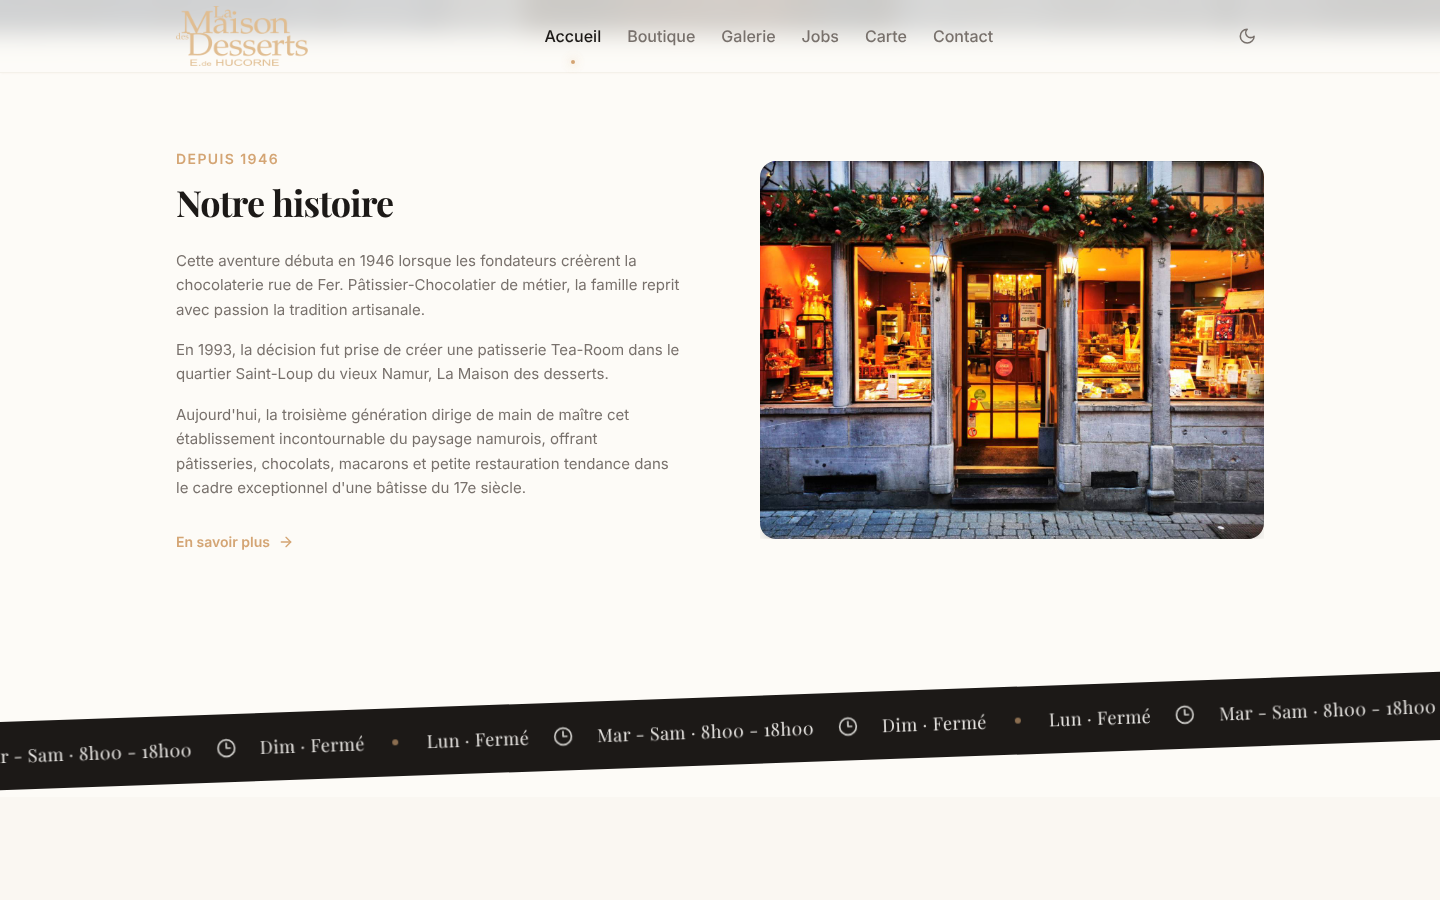 La
Maison
des Desserts
E. de HUCORNE
Accueil
Boutique
Galerie
Jobs
Carte
Contact
DEPUIS 1946
Notre histoire
Cette aventure débuta en 1946 lorsque les fondateurs créèrent la
chocolaterie rue de Fer. Pâtissier-Chocolatier de métier, la famille reprit
avec passion la tradition artisanale.
En 1993, la décision fut prise de créer une patisserie Tea-Room dans le
quartier Saint-Loup du vieux Namur, La Maison des desserts.
Aujourd'hui, la troisième génération dirige de main de maître cet
établissement incontournable du paysage namurois, offrant
pâtisseries, chocolats, macarons et petite restauration tendance dans
le cadre exceptionnel d'une bâtisse du 17e siècle.
En savoir plus →
r - Sam · 8h00 - 18h00 Dim · Fermé • Lun · Fermé Mar - Sam · 8h00 - 18h00 Dim · Fermé • Lun · Fermé Mar - Sam · 8h00 - 18h00